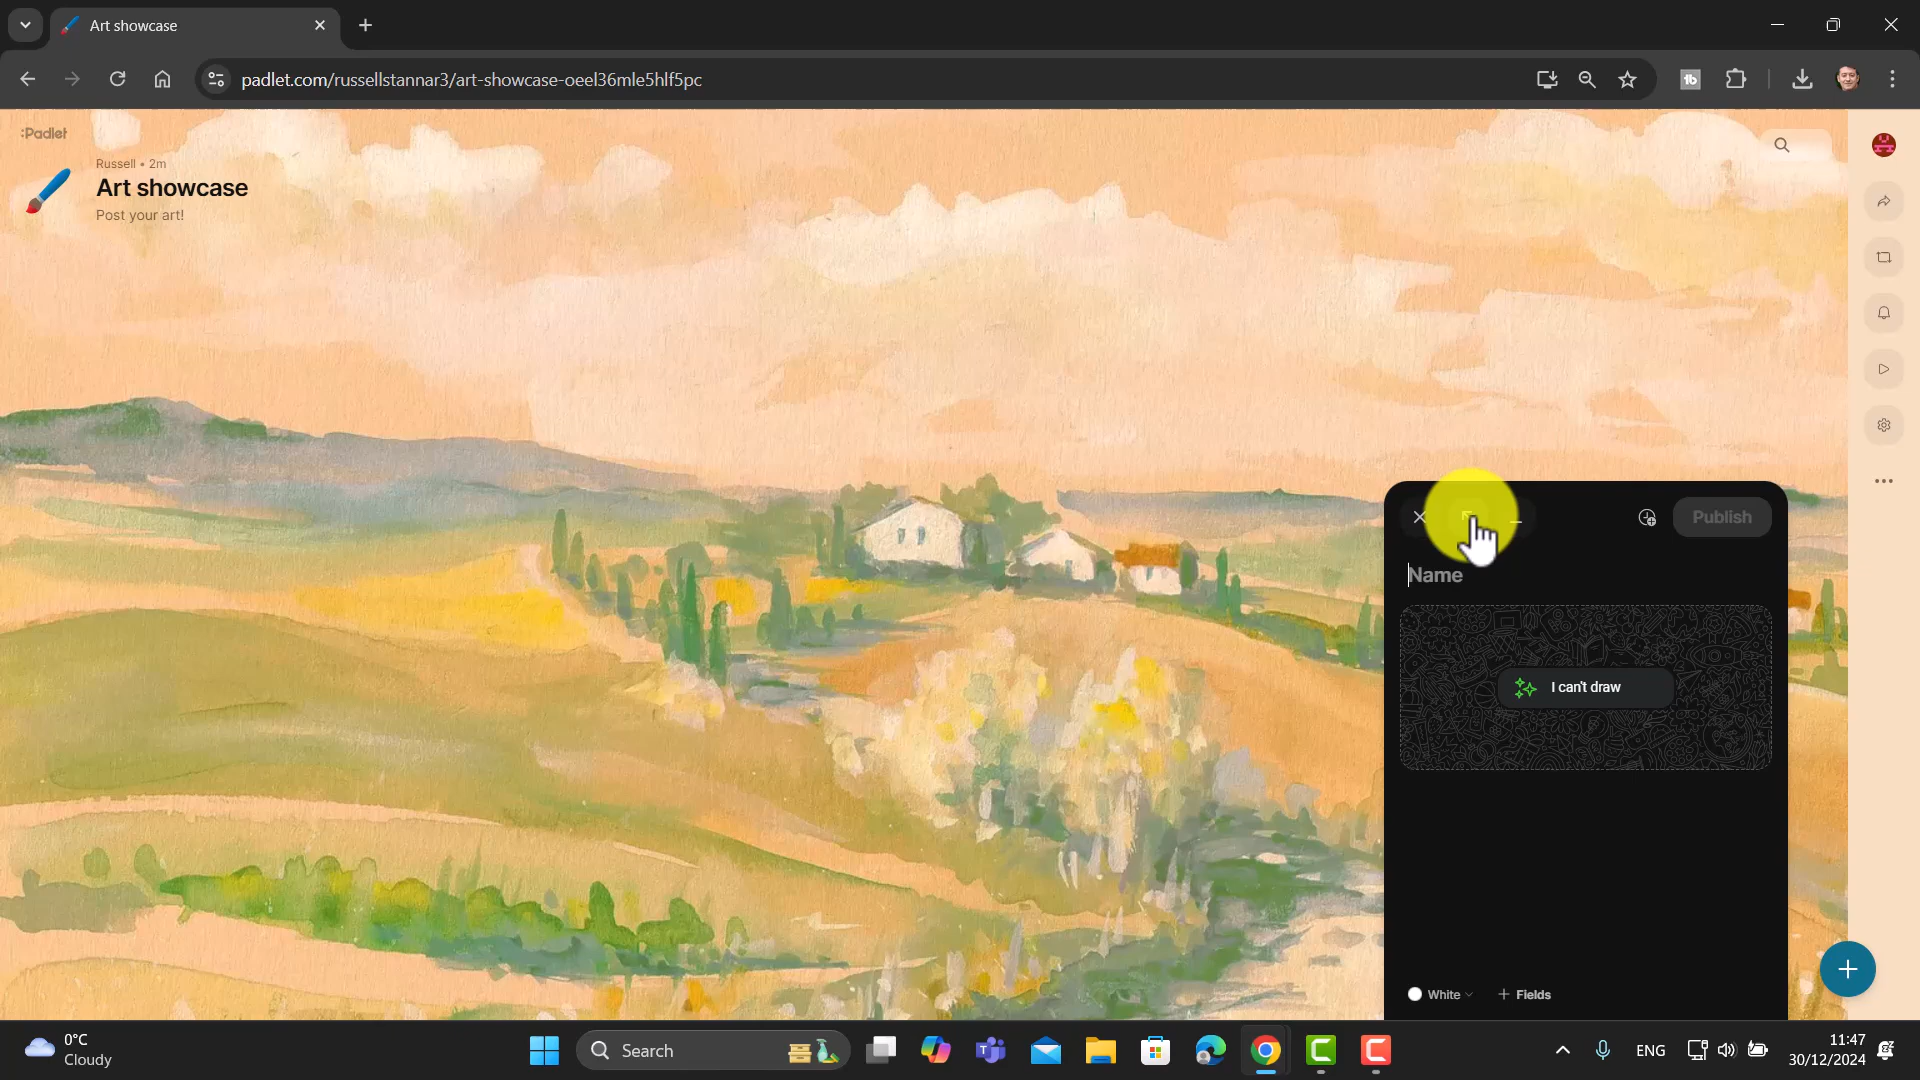 Art showcase
padlet.com/russellstannar3/art-showcase-oeel36mle5hlf5pc
:Padlet
Russell • 2m
Art showcase
Post your art!
Publish
Name
I can't draw
White
Fields
0°C
Cloudy
Search
ENG
11:47
30/12/2024